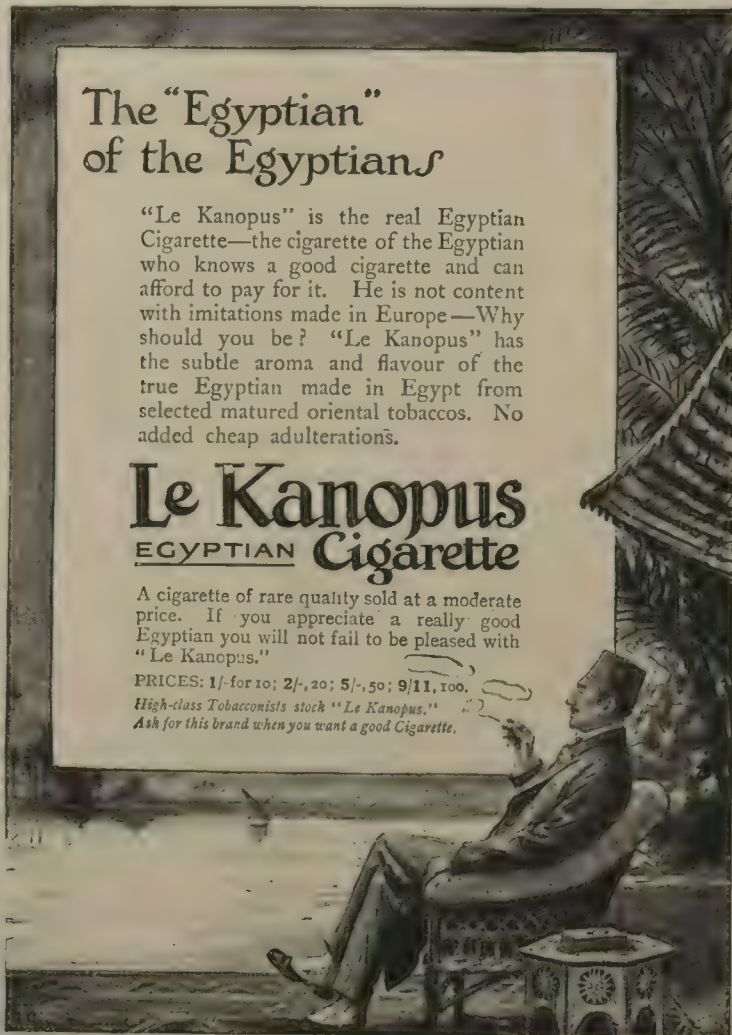 The "Egyptian"
of the Egyptians
"Le Kanopus" is the real Egyptian
Cigarette—the cigarette of the Egyptian
who knows a good cigarette and can
afford to pay for it. He is not content
with imitations made in Europe—Why
should you be? "Le Kanopus" has
the subtle aroma and flavour of the
true Egyptian made in Egypt from
selected matured oriental tobaccos. No
added cheap adulterations.
Le Kanopus
EGYPTIAN Cigarette
A cigarette of rare quality sold at a moderate
price. If you appreciate a really good
Egyptian you will not fail to be pleased with
"Le Kanopus."
PRICES: 1/- for 10; 2/-, 20; 5/-, 50; 9/11, 100.
High-class Tobacconists stock "Le Kanopus."
Ask for this brand when you want a good Cigarette.